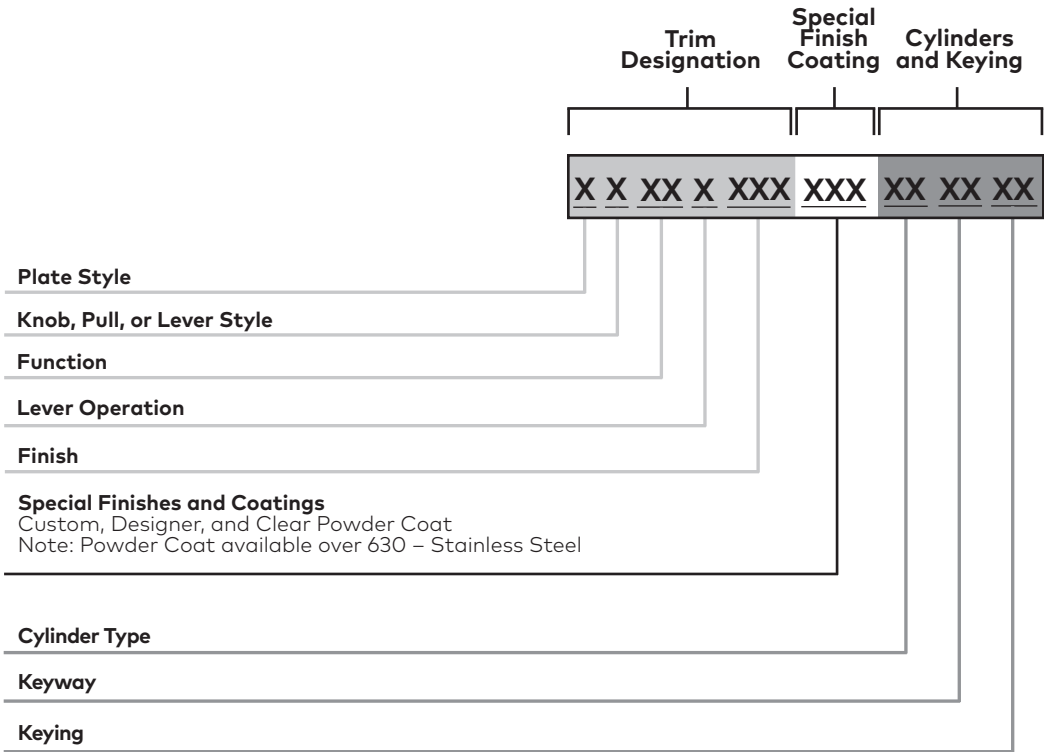 Trim
Designation
Special
Finish
Coating
Cylinders
and Keying
X X XX X XXX XXX XX XX XX
Plate Style
Knob, Pull, or Lever Style
Function
Lever Operation
Finish
Special Finishes and Coatings
Custom, Designer, and Clear Powder Coat
Note: Powder Coat available over 630 – Stainless Steel
Cylinder Type
Keyway
Keying